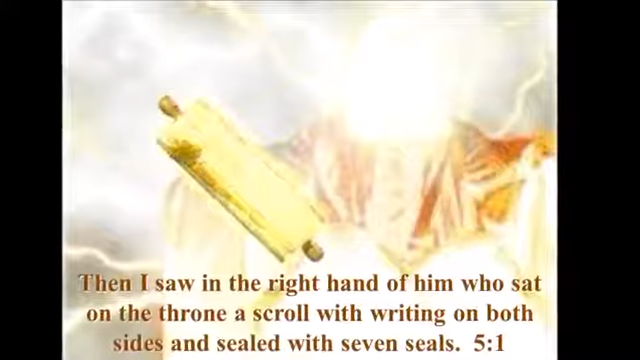 Then I saw in the right hand of him who sat
on the throne a scroll with writing on both
sides and sealed with seven seals.  5:1